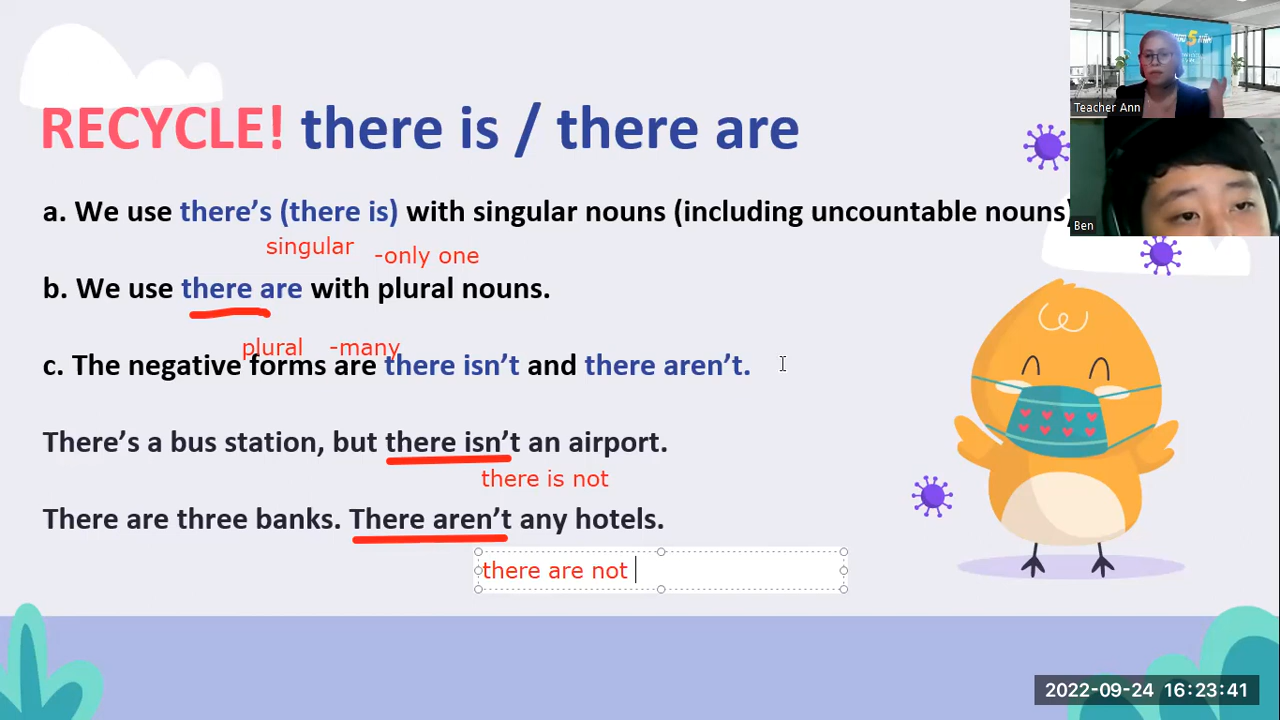 Teacher Ann
RECYCLE! there is / there are
a. We use there’s (there is) with singular nouns (including uncountable nouns)
Ben
singular -only one
b. We use there are with plural nouns.
plural -many
c. The negative forms are there isn’t and there aren’t.
There’s a bus station, but there isn’t an airport.
there is not
There are three banks. There aren’t any hotels.
there are not
2022-09-24 16:23:41